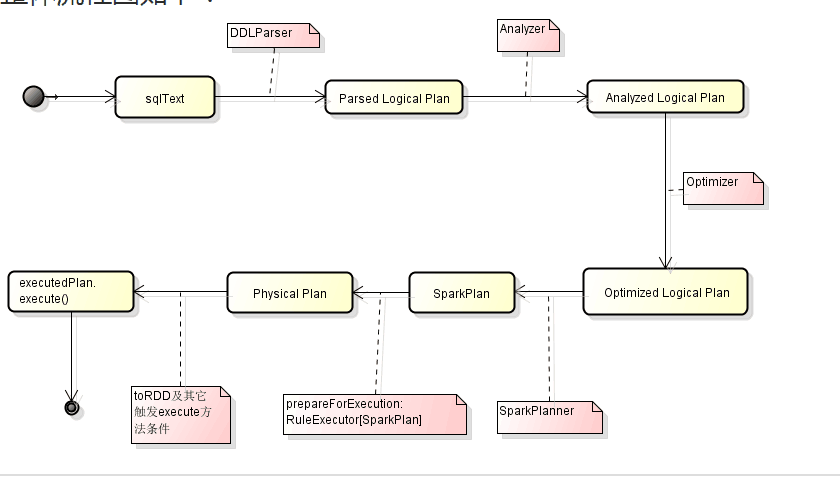 DDLParser
Analyzer
sqlText
Parsed Logical Plan
Analyzed Logical Plan
Optimizer
executedPlan.
execute()
Physical Plan
SparkPlan
Optimized Logical Plan
toRDD及其它
触发execute方
法条件
prepareForExecution:
RuleExecutor[SparkPlan]
SparkPlanner